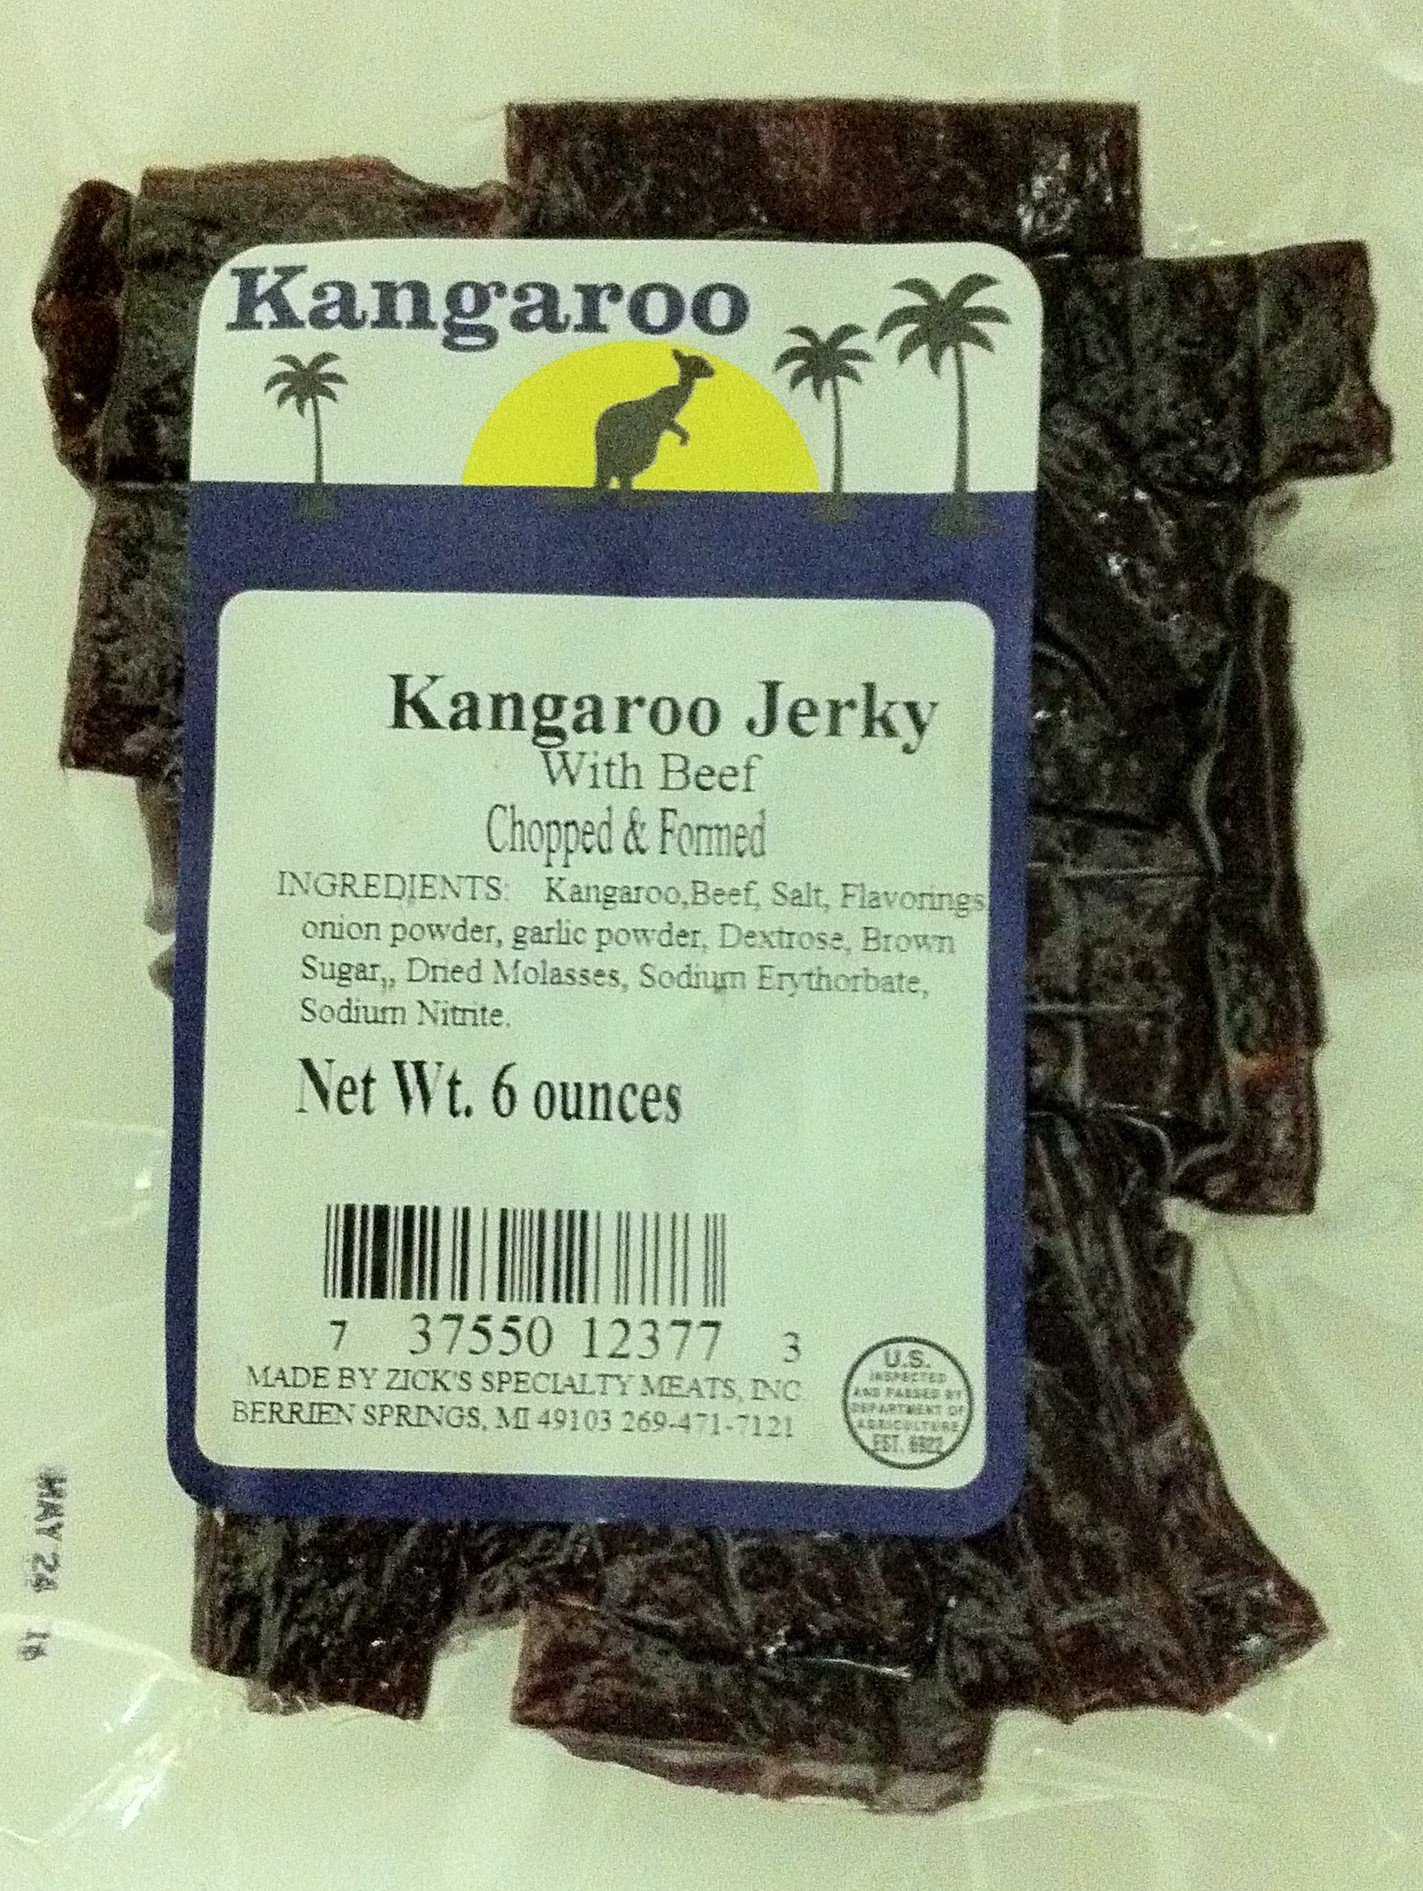 Kangaroo
Kangaroo Jerky
With Beef
Chopped & Formed
INGREDIENTS: Kangaroo,Beef, Salt, Flavorings
onion powder, garlic powder, Dextrose, Brown
Sugar,, Dried Molasses, Sodium Erythorbate,
Sodium Nitrite.
Net Wt. 6 ounces
7 37550 12377 3
MADE BY ZICK'S SPECIALTY MEATS, INC.
BERRIEN SPRINGS, MI 49103 269-471-7121
U.S.
INSPECTED
AND PASSED BY
DEPARTMENT OF
AGRICULTURE
EST.
MAY 24